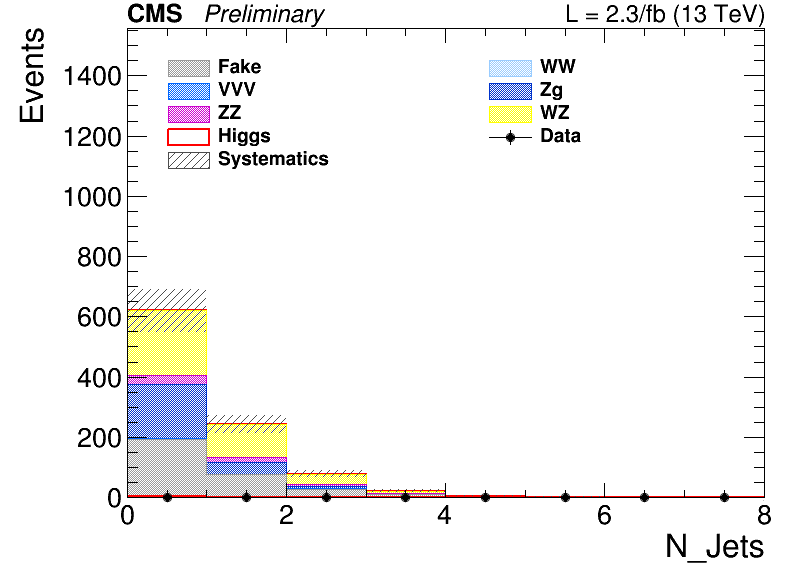 CMS Preliminary L = 2.3/fb (13 TeV)
Events
Fake WW
VVV Zg
ZZ WZ
Higgs Data
Systematics
1400
1200
1000
800
600
400
200
0
0 2 4 6 8
N_Jets